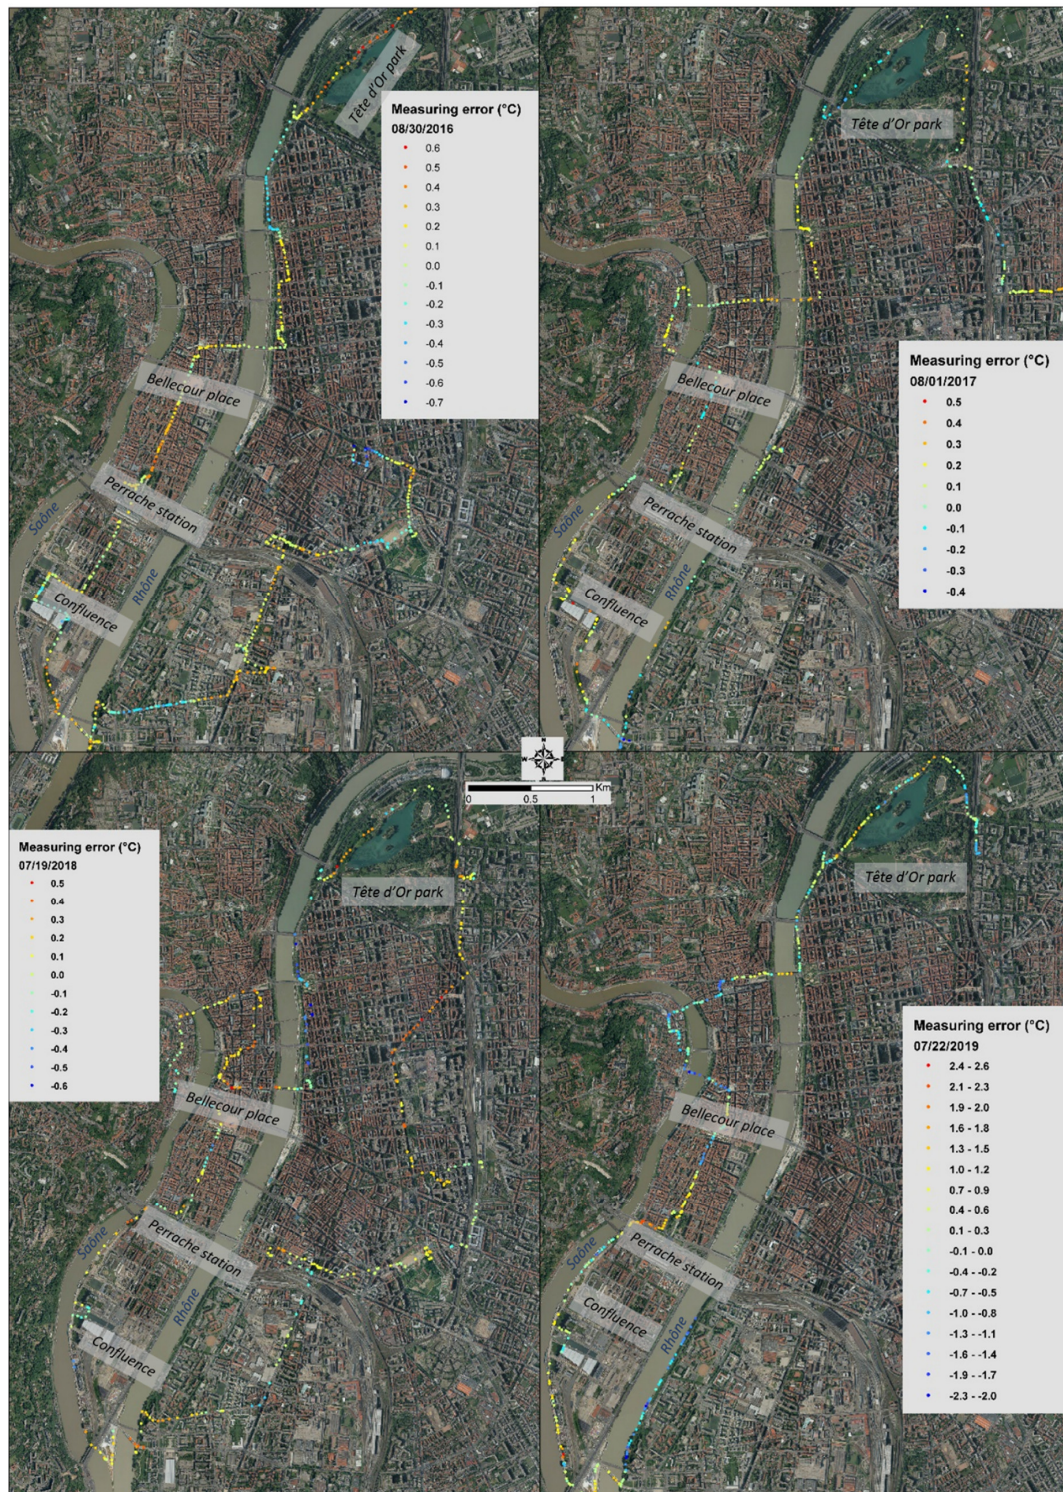 Tête d'Or park
Measuring error (°C)
08/30/2016
0.6
0.5
0.4
0.3
0.2
0.1
0.0
-0.1
-0.2
-0.3
-0.4
-0.5
-0.6
-0.7
Bellecour place
Perrache station
Saône
Rhône
Confluence
Tête d'Or park
Measuring error (°C)
08/01/2017
0.5
0.4
0.3
0.2
0.1
0.0
-0.1
-0.2
-0.3
-0.4
Bellecour place
Perrache station
Saône
Rhône
Confluence
N
W
E
S
0
0.5
1
Km
Measuring error (°C)
07/19/2018
0.5
0.4
0.3
0.2
0.1
0.0
-0.1
-0.2
-0.3
-0.4
-0.5
-0.6
Tête d'Or park
Bellecour place
Perrache station
Saône
Rhône
Confluence
Tête d'Or park
Measuring error (°C)
07/22/2019
2.4 - 2.6
2.1 - 2.3
1.9 - 2.0
1.6 - 1.8
1.3 - 1.5
1.0 - 1.2
0.7 - 0.9
0.4 - 0.6
0.1 - 0.3
-0.1 - 0.0
-0.4 - -0.2
-0.7 - -0.5
-1.0 - -0.8
-1.3 - -1.1
-1.6 - -1.4
-1.9 - -1.7
-2.3 - -2.0
Bellecour place
Perrache station
Saône
Rhône
Confluence